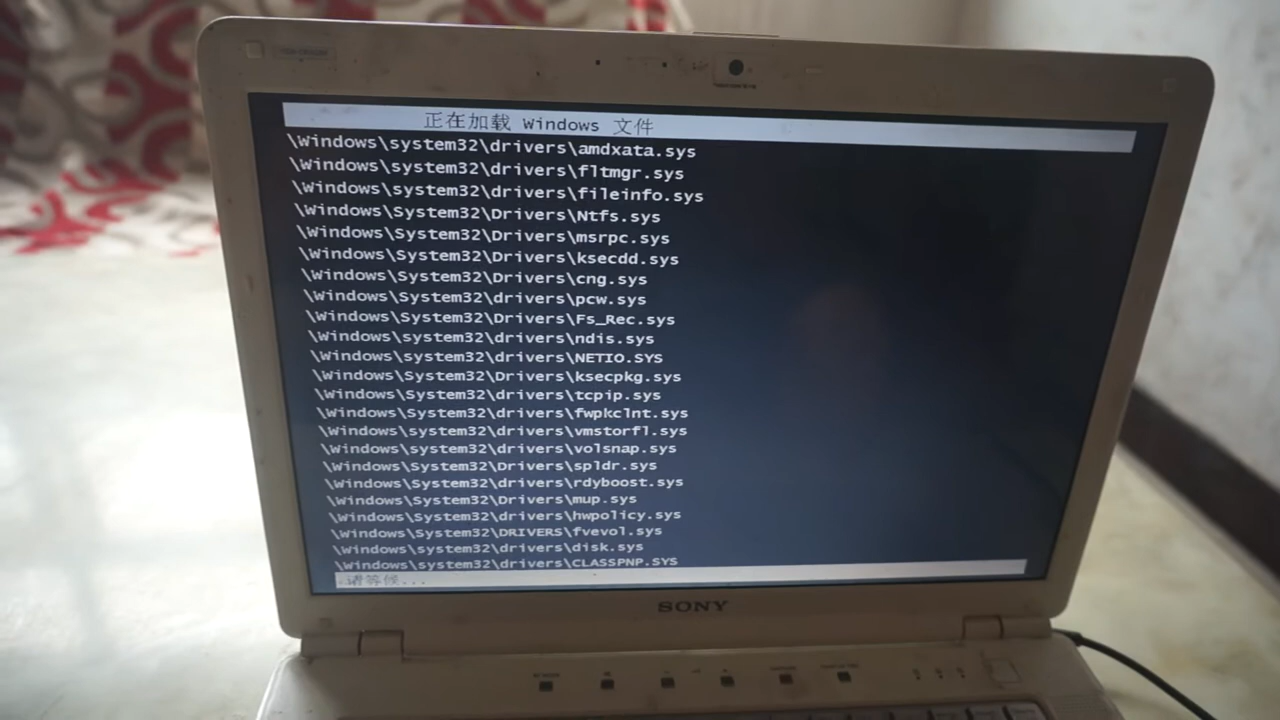 正在加载 Windows 文件
\Windows\system32\drivers\amdxata.sys
\Windows\system32\drivers\fltmgr.sys
\Windows\system32\drivers\fileinfo.sys
\Windows\System32\Drivers\Ntfs.sys
\Windows\System32\Drivers\msrpc.sys
\Windows\System32\Drivers\ksecdd.sys
\Windows\System32\Drivers\cng.sys
\Windows\System32\drivers\pcw.sys
\Windows\System32\Drivers\Fs_Rec.sys
\Windows\system32\drivers\ndis.sys
\Windows\system32\drivers\NETIO.SYS
\Windows\System32\Drivers\ksecpkg.sys
\Windows\System32\drivers\tcpip.sys
\Windows\System32\drivers\fwpkclnt.sys
\Windows\system32\drivers\vmstorfl.sys
\Windows\system32\drivers\volsnap.sys
\Windows\System32\Drivers\spldr.sys
\Windows\System32\drivers\rdyboost.sys
\Windows\System32\Drivers\mup.sys
\Windows\System32\drivers\hwpolicy.sys
\Windows\System32\DRIVERS\fvevol.sys
\Windows\system32\drivers\disk.sys
\Windows\system32\drivers\CLASSPNP.SYS
请等候...
SONY